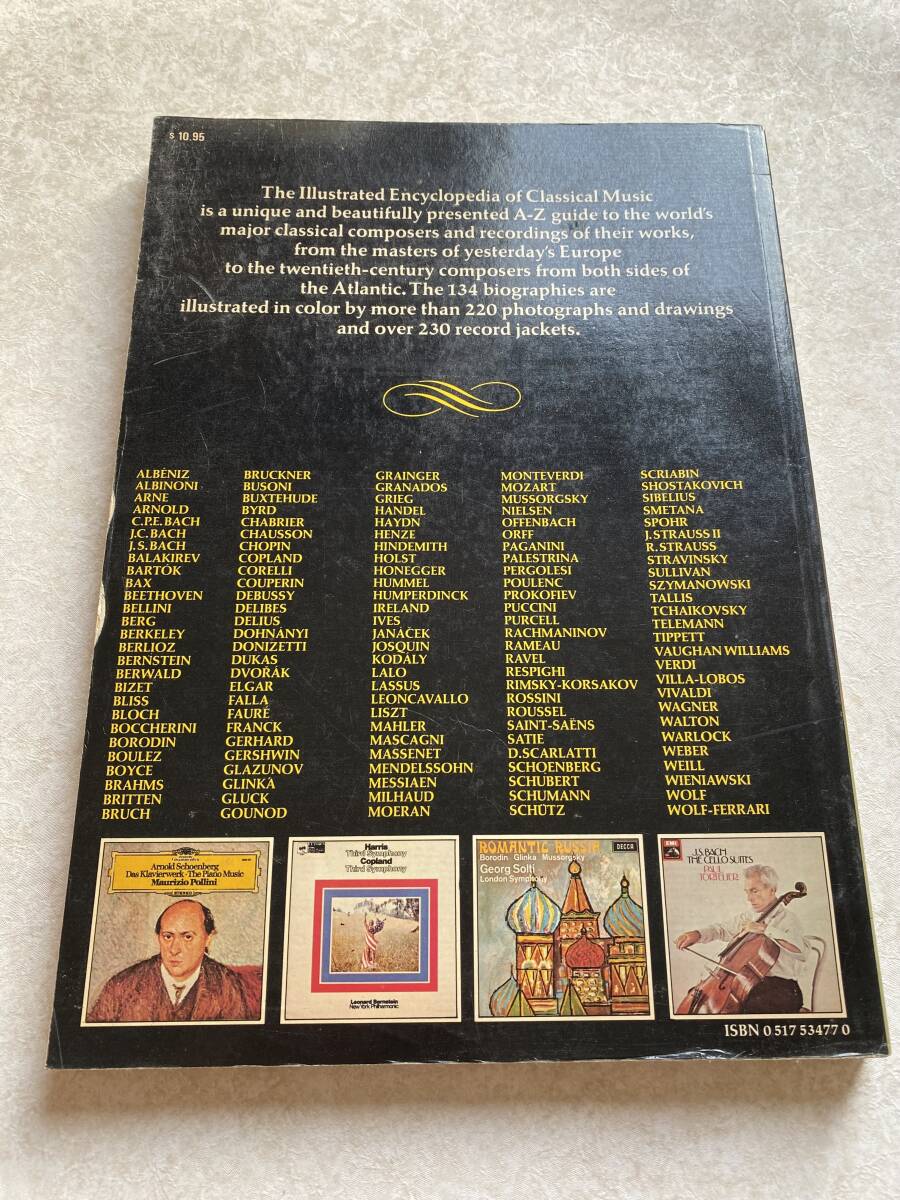 $ 10.95
The Illustrated Encyclopedia of Classical Music
is a unique and beautifully presented A-Z guide to the world's
major classical composers and recordings of their works,
from the masters of yesterday's Europe
to the twentieth-century composers from both sides of
the Atlantic. The 134 biographies are
illustrated in color by more than 220 photographs and drawings
and over 230 record jackets.
ALBÉNIZ
ALBINONI
ARNE
ARNOLD
C.P.E. BACH
J.C. BACH
J.S. BACH
BALAKIREV
BARTÓK
BAX
BEETHOVEN
BELLINI
BERG
BERKELEY
BERLIOZ
BERNSTEIN
BERWALD
BIZET
BLISS
BLOCH
BOCCHERINI
BORODIN
BOULEZ
BOYCE
BRAHMS
BRITTEN
BRUCH
BRUCKNER
BUSONI
BUXTEHUDE
BYRD
CHABRIER
CHAUSSON
CHOPIN
COPLAND
CORELLI
COUPERIN
DEBUSSY
DELIBES
DELIUS
DOHNÁNYI
DONIZETTI
DUKAS
DVOŘÁK
ELGAR
FALLA
FAURÉ
FRANCK
GERHARD
GERSHWIN
GLAZUNOV
GLINKA
GLUCK
GOUNOD
GRAINGER
GRANADOS
GRIEG
HANDEL
HAYDN
HENZE
HINDEMITH
HOLST
HONEGGER
HUMMEL
HUMPERDINCK
IRELAND
IVES
JANÁČEK
JOSQUIN
KODÁLY
LALO
LASSUS
LEONCAVALLO
LISZT
MAHLER
MASCAGNI
MASSENET
MENDELSSOHN
MESSIAEN
MILHAUD
MOERAN
MONTEVERDI
MOZART
MUSSORGSKY
NIELSEN
OFFENBACH
ORFF
PAGANINI
PALESTRINA
PERGOLESI
POULENC
PROKOFIEV
PUCCINI
PURCELL
RACHMANINOV
RAMEAU
RAVEL
RESPIGHI
RIMSKY-KORSAKOV
ROSSINI
ROUSSEL
SAINT-SAËNS
SATIE
D.SCARLATTI
SCHOENBERG
SCHUBERT
SCHUMANN
SCHÜTZ
SCRIABIN
SHOSTAKOVICH
SIBELIUS
SMETANA
SPOHR
J. STRAUSS II
R. STRAUSS
STRAVINSKY
SULLIVAN
SZYMANOWSKI
TALLIS
TCHAIKOVSKY
TELEMANN
TIPPETT
VAUGHAN WILLIAMS
VERDI
VILLA-LOBOS
VIVALDI
WAGNER
WALTON
WARLOCK
WEBER
WEILL
WIENIAWSKI
WOLF
WOLF-FERRARI
Arnold Schoenberg
Das Klavierwerk · The Piano Music
Maurizio Pollini
STEREO
Harris
Third Symphony
Copland
Third Symphony
Leonard Bernstein
New York Philharmonic
ROMANTIC RUSSIA
Borodin Glinka Mussorgsky
DECCA
Georg Solti
London Symphony
EMI
J.S. BACH
THE CELLO SUITES
PAUL
TORTELIER
ISBN 0 517 53477 0